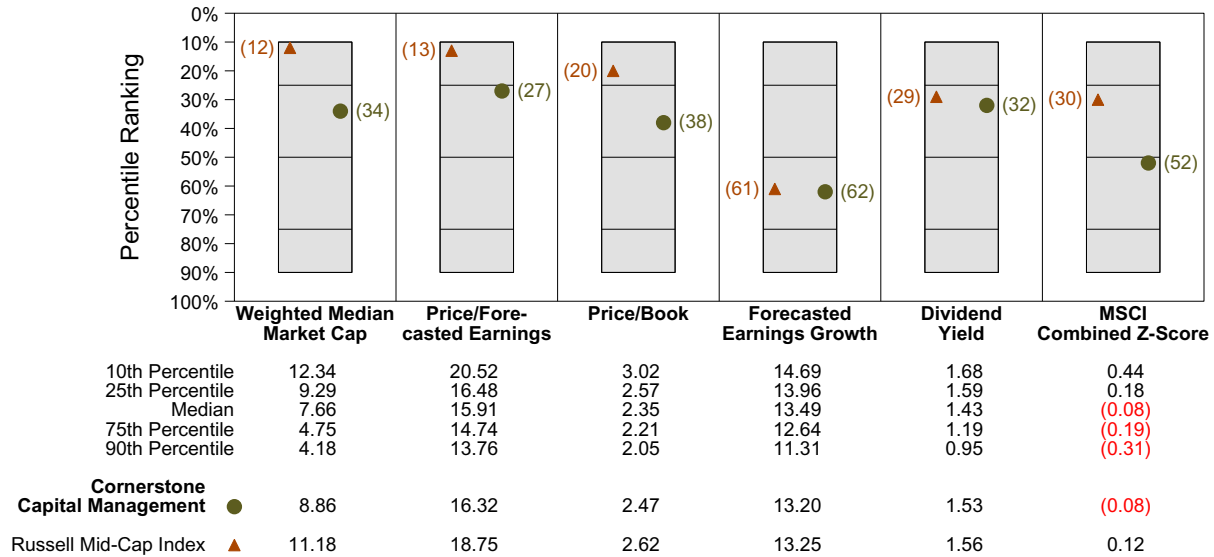 0%
10%
20%
30%
40%
50%
60%
70%
80%
90%
100%
Percentile Ranking
(12)
(34)
(13)
(27)
(20)
(38)
(61)
(62)
(29)
(32)
(30)
(52)
Weighted Median Price/Fore- Price/Book Forecasted Dividend MSCI
Market Cap casted Earnings Earnings Growth Yield Combined Z-Score
10th Percentile 12.34 20.52 3.02 14.69 1.68 0.44
25th Percentile 9.29 16.48 2.57 13.96 1.59 0.18
Median 7.66 15.91 2.35 13.49 1.43 (0.08)
75th Percentile 4.75 14.74 2.21 12.64 1.19 (0.19)
90th Percentile 4.18 13.76 2.05 11.31 0.95 (0.31)
Cornerstone
Capital Management 8.86 16.32 2.47 13.20 1.53 (0.08)
Russell Mid-Cap Index 11.18 18.75 2.62 13.25 1.56 0.12